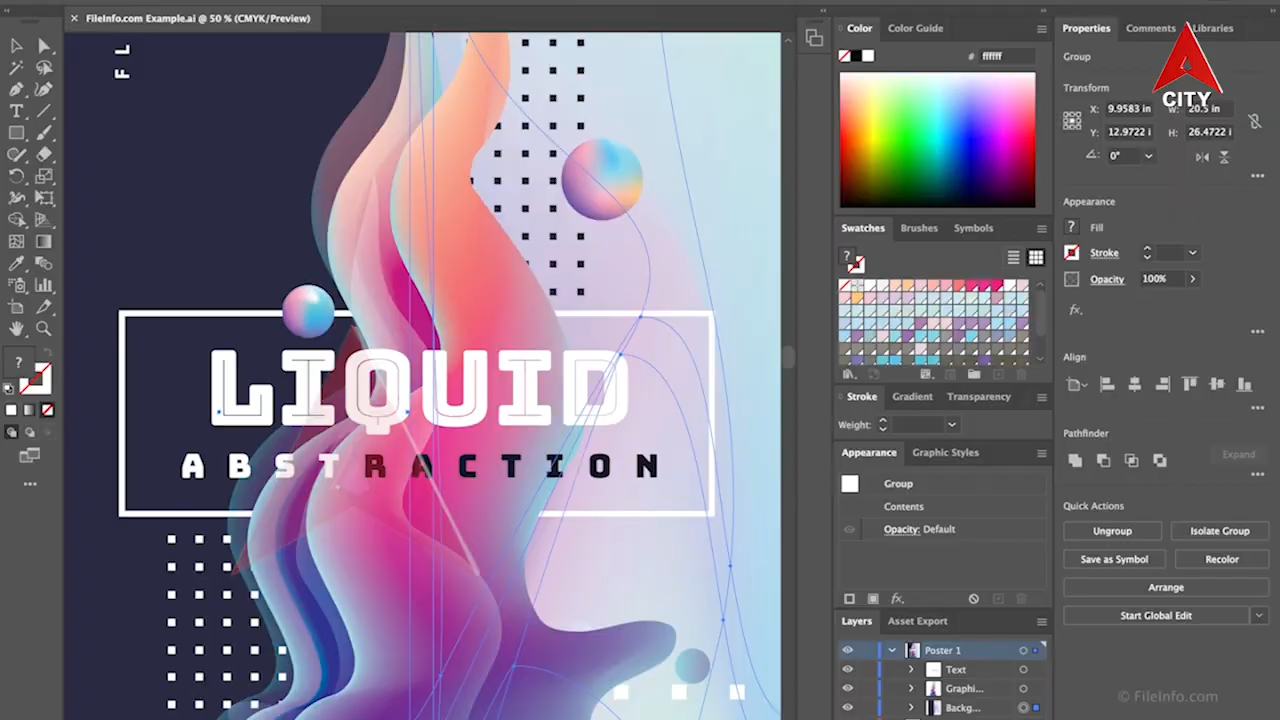 FileInfo.com Example.ai @ 50 % (CMYK/Preview)
F L
LIQUID
ABSTRACTION
Color
Color Guide
# ffffff
Swatches
Brushes
Symbols
Stroke
Gradient
Transparency
Weight:
Appearance
Graphic Styles
Group
Contents
Opacity: Default
Layers
Asset Export
Poster 1
Text
Graphi...
Backg...
Properties
Comments
Libraries
CITY
Group
Transform
X: 9.9583 in
W: 20.5 in
Y: 12.9722 i
H: 26.4722 i
0°
Appearance
? Fill
Stroke
Opacity 100%
fx.
Align
Pathfinder
Expand
Quick Actions
Ungroup
Isolate Group
Save as Symbol
Recolor
Arrange
Start Global Edit
© FileInfo.com